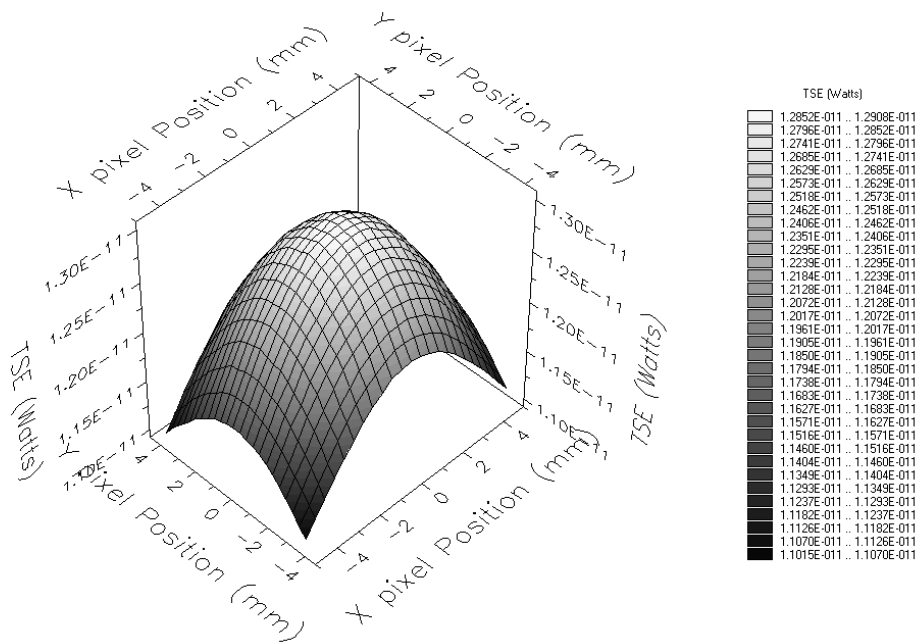 X pixel Position (mm)
-4
-2
0
2
4
Y pixel Position (mm)
4
2
0
-2
-4
1.30E-11
1.25E-11
1.20E-11
1.15E-11
1.10E-11
TSE (Watts)
1.30E-11
1.25E-11
1.20E-11
1.15E-11
1.10E-11
TSE (Watts)
Y pixel Position (mm)
4
2
0
-2
-4
X pixel Position (mm)
-4
-2
0
2
4
TSE (Watts)
1.2852E-011 .. 1.2908E-011
1.2796E-011 .. 1.2852E-011
1.2741E-011 .. 1.2796E-011
1.2685E-011 .. 1.2741E-011
1.2629E-011 .. 1.2685E-011
1.2573E-011 .. 1.2629E-011
1.2518E-011 .. 1.2573E-011
1.2462E-011 .. 1.2518E-011
1.2406E-011 .. 1.2462E-011
1.2351E-011 .. 1.2406E-011
1.2295E-011 .. 1.2351E-011
1.2239E-011 .. 1.2295E-011
1.2184E-011 .. 1.2239E-011
1.2128E-011 .. 1.2184E-011
1.2072E-011 .. 1.2128E-011
1.2017E-011 .. 1.2072E-011
1.1961E-011 .. 1.2017E-011
1.1905E-011 .. 1.1961E-011
1.1850E-011 .. 1.1905E-011
1.1794E-011 .. 1.1850E-011
1.1738E-011 .. 1.1794E-011
1.1683E-011 .. 1.1738E-011
1.1627E-011 .. 1.1683E-011
1.1571E-011 .. 1.1627E-011
1.1516E-011 .. 1.1571E-011
1.1460E-011 .. 1.1516E-011
1.1404E-011 .. 1.1460E-011
1.1349E-011 .. 1.1404E-011
1.1293E-011 .. 1.1349E-011
1.1237E-011 .. 1.1293E-011
1.1182E-011 .. 1.1237E-011
1.1126E-011 .. 1.1182E-011
1.1070E-011 .. 1.1126E-011
1.1015E-011 .. 1.1070E-011